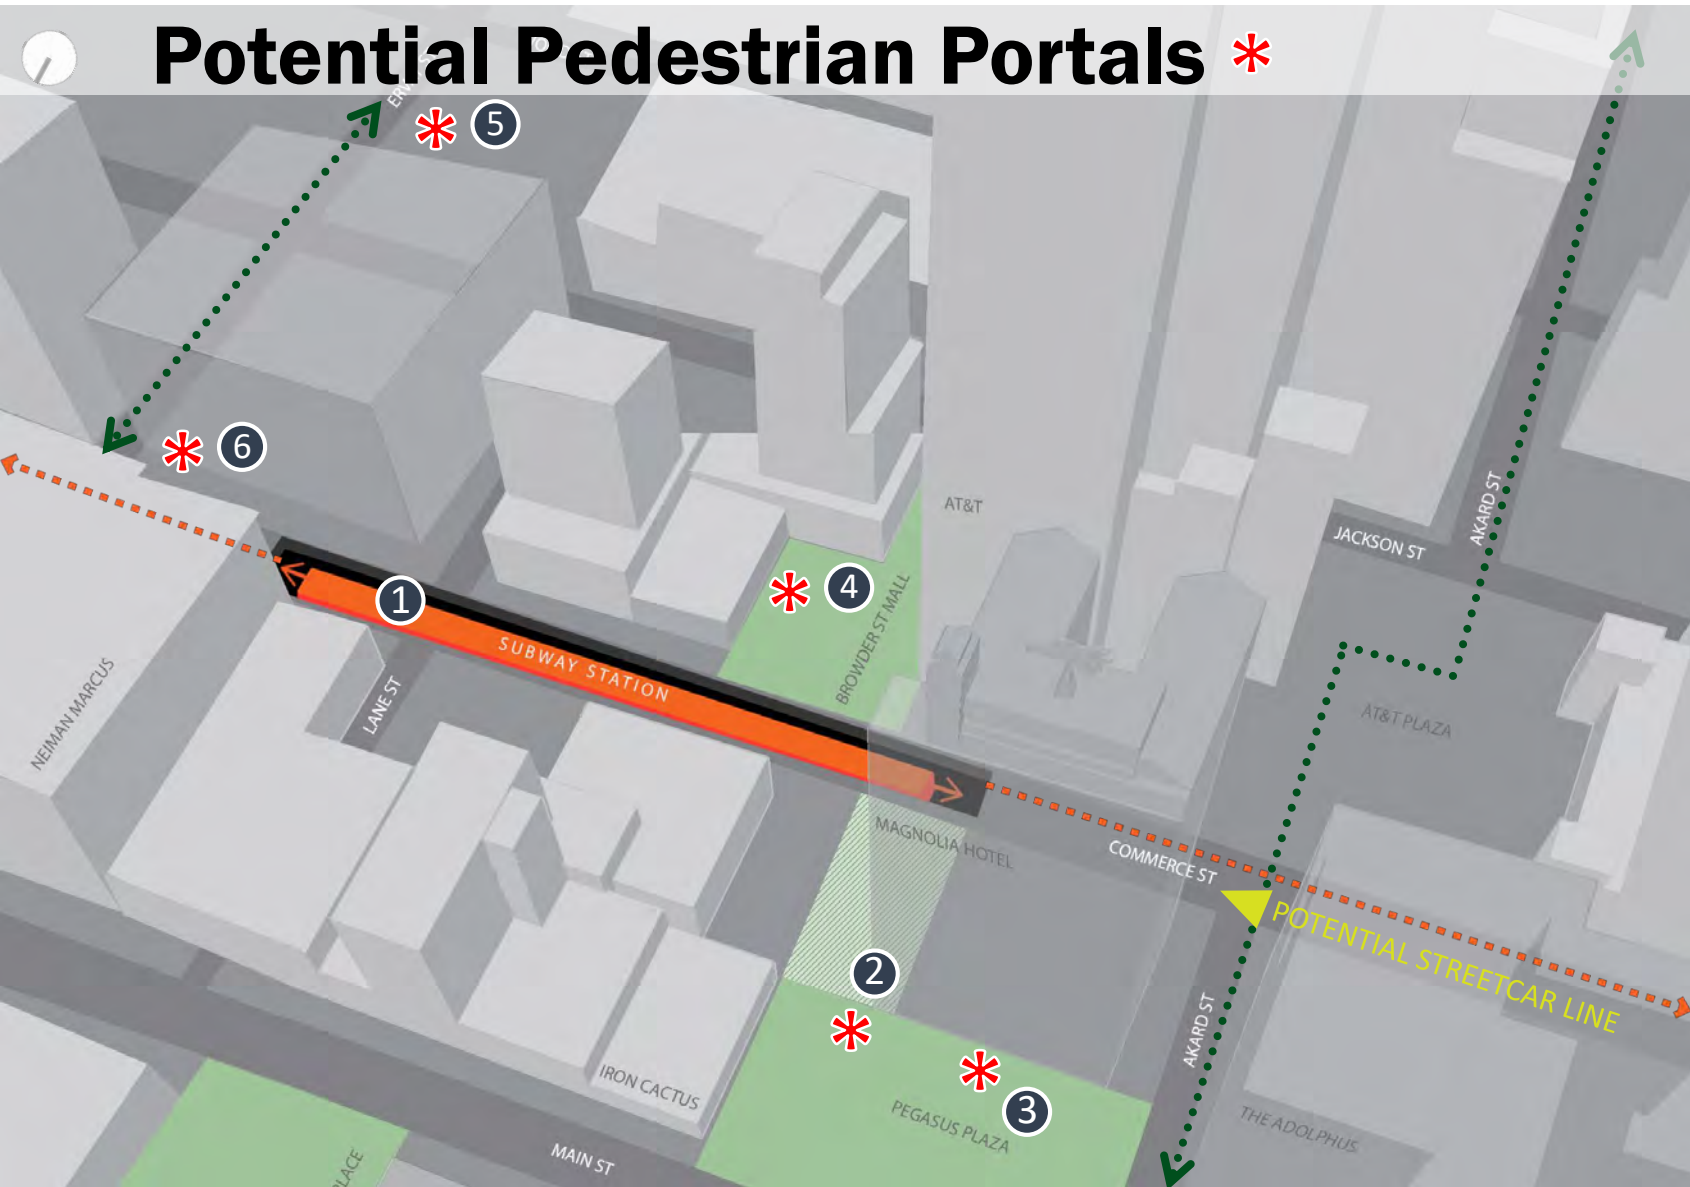 Potential Pedestrian Portals *
* 5
* 6
AT&T
JACKSON ST
AKARD ST
* 4
1
SUBWAY STATION
BROWDER ST MALL
NEIMAN MARCUS
LANE ST
AT&T PLAZA
MAGNOLIA HOTEL
COMMERCE ST
POTENTIAL STREETCAR LINE
2
*
AKARD ST
*
3
IRON CACTUS
PEGASUS PLAZA
THE ADOLPHUS
MAIN ST